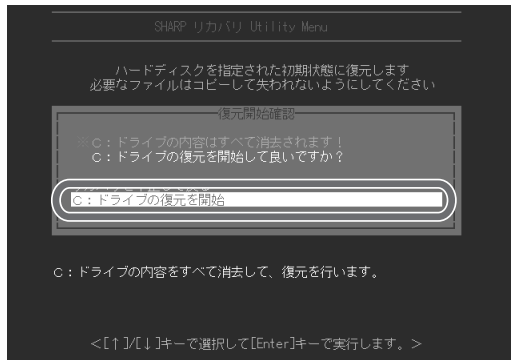 SHARP リカバリ Utility Menu
ハードディスクを指定された初期状態に復元します
必要なファイルはコピーして失われないようにしてください
復元開始確認
※C：ドライブの内容はすべて消去されます！
C：ドライブの復元を開始して良いですか？
C：ドライブの復元を開始
C：ドライブの内容をすべて消去して、復元を行います。
<[↑]/[↓]キーで選択して[Enter]キーで実行します。>